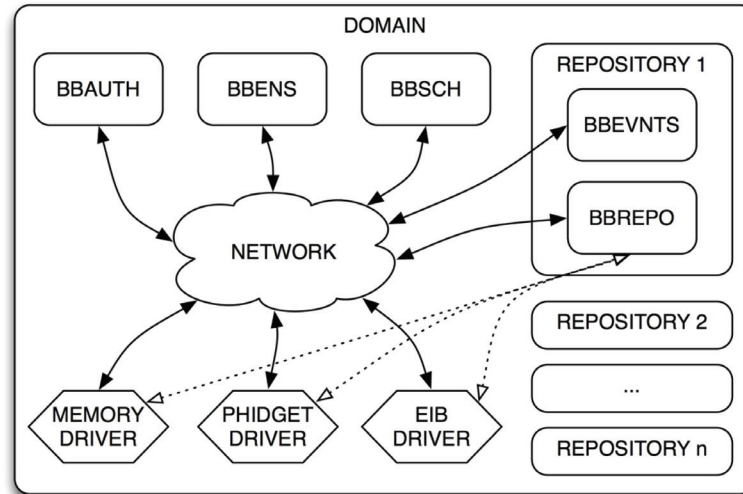 DOMAIN
BBAUTH
BBENS
BBSCH
REPOSITORY 1
BBEVNTS
BBREPO
NETWORK
REPOSITORY 2
...
REPOSITORY n
MEMORY
DRIVER
PHIDGET
DRIVER
EIB
DRIVER